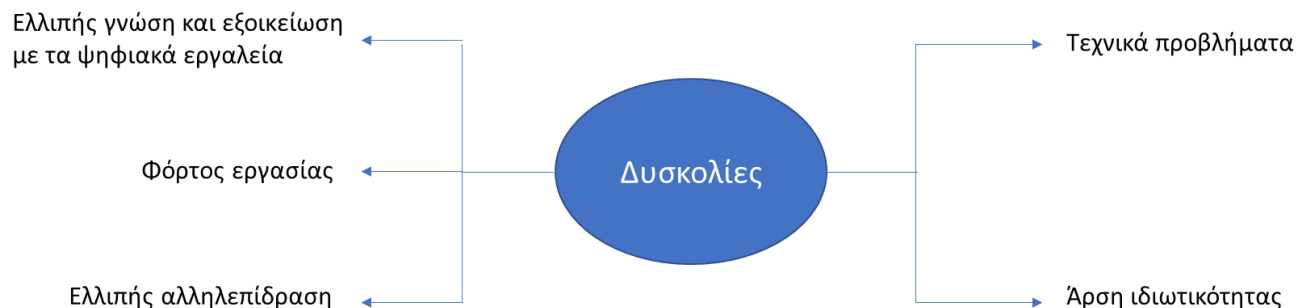 Ελλιπής γνώση και εξοικείωση
με τα ψηφιακά εργαλεία
Φόρτος εργασίας
Ελλιπής αλληλεπίδραση
Δυσκολίες
Τεχνικά προβλήματα
Άρση ιδιωτικότητας